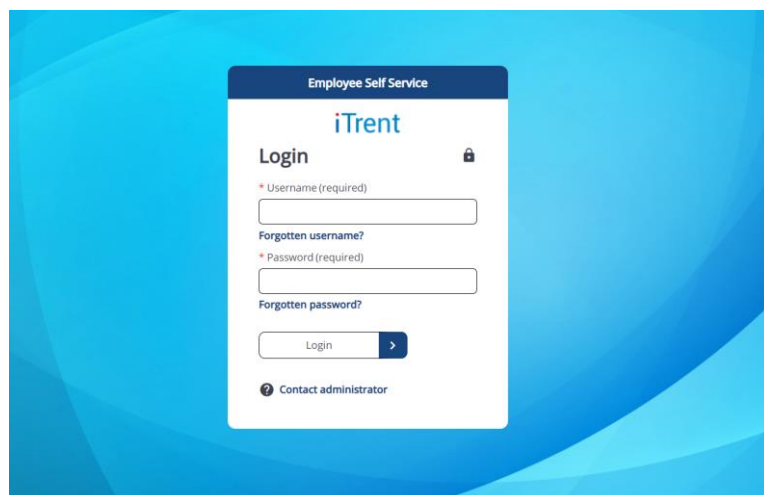 Employee Self Service
iTrent
Login
* Username (required)
Forgotten username?
* Password (required)
Forgotten password?
Login
? Contact administrator